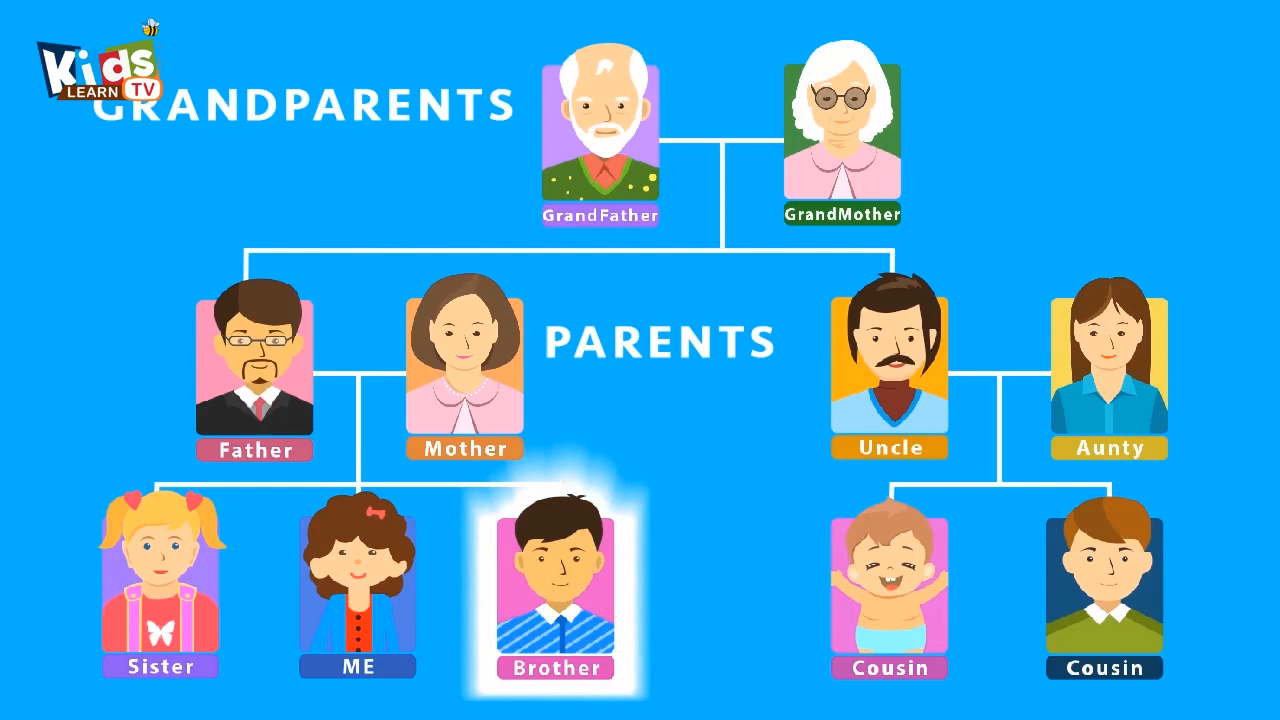 Kids
LEARN TV
GRANDPARENTS
GrandFather
GrandMother
PARENTS
Father
Mother
Uncle
Aunty
Sister
ME
Brother
Cousin
Cousin